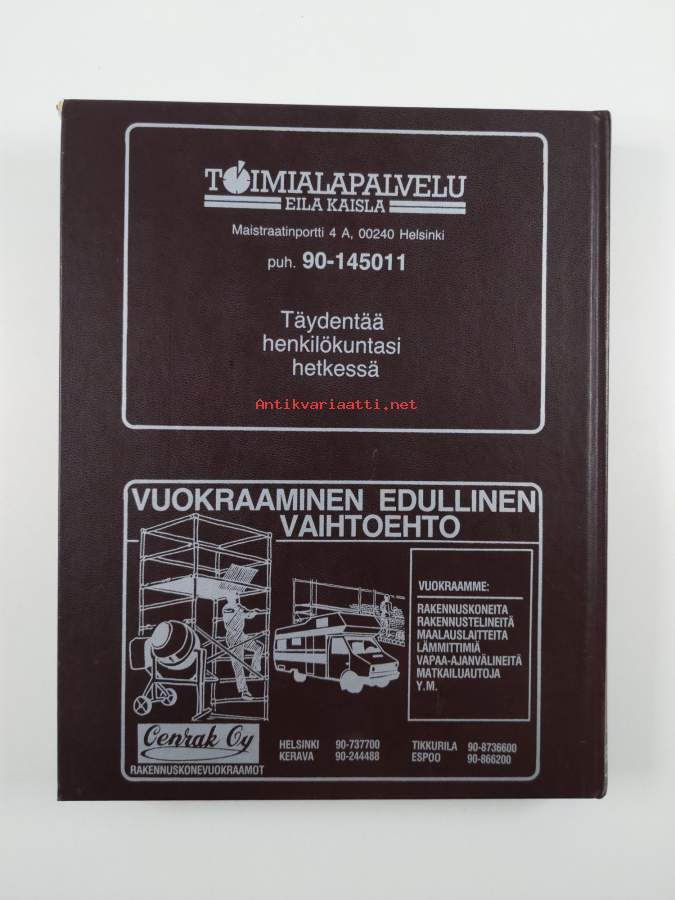 TOIMIALAPALVELU
EILA KAISLA
Maistraatinportti 4 A, 00240 Helsinki
puh. 90-145011
Täydentää
henkilökuntasi
hetkessä
Antikvariaatti.net
VUOKRAAMINEN EDULLINEN
VAIHTOEHTO
VUOKRAAMME:
RAKENNUSKONEITA
RAKENNUSTELINEITÄ
MAALAUSLAITTEITA
LÄMMITTIMIÄ
VAPAA-AJANVÄLINEITÄ
MATKAILUAUTOJA
Y.M.
Cenrak Oy
RAKENNUSKONEVUOKRAAMOT
HELSINKI 90-737700 TIKKURILA 90-8736600
KERAVA 90-244488 ESPOO 90-866200